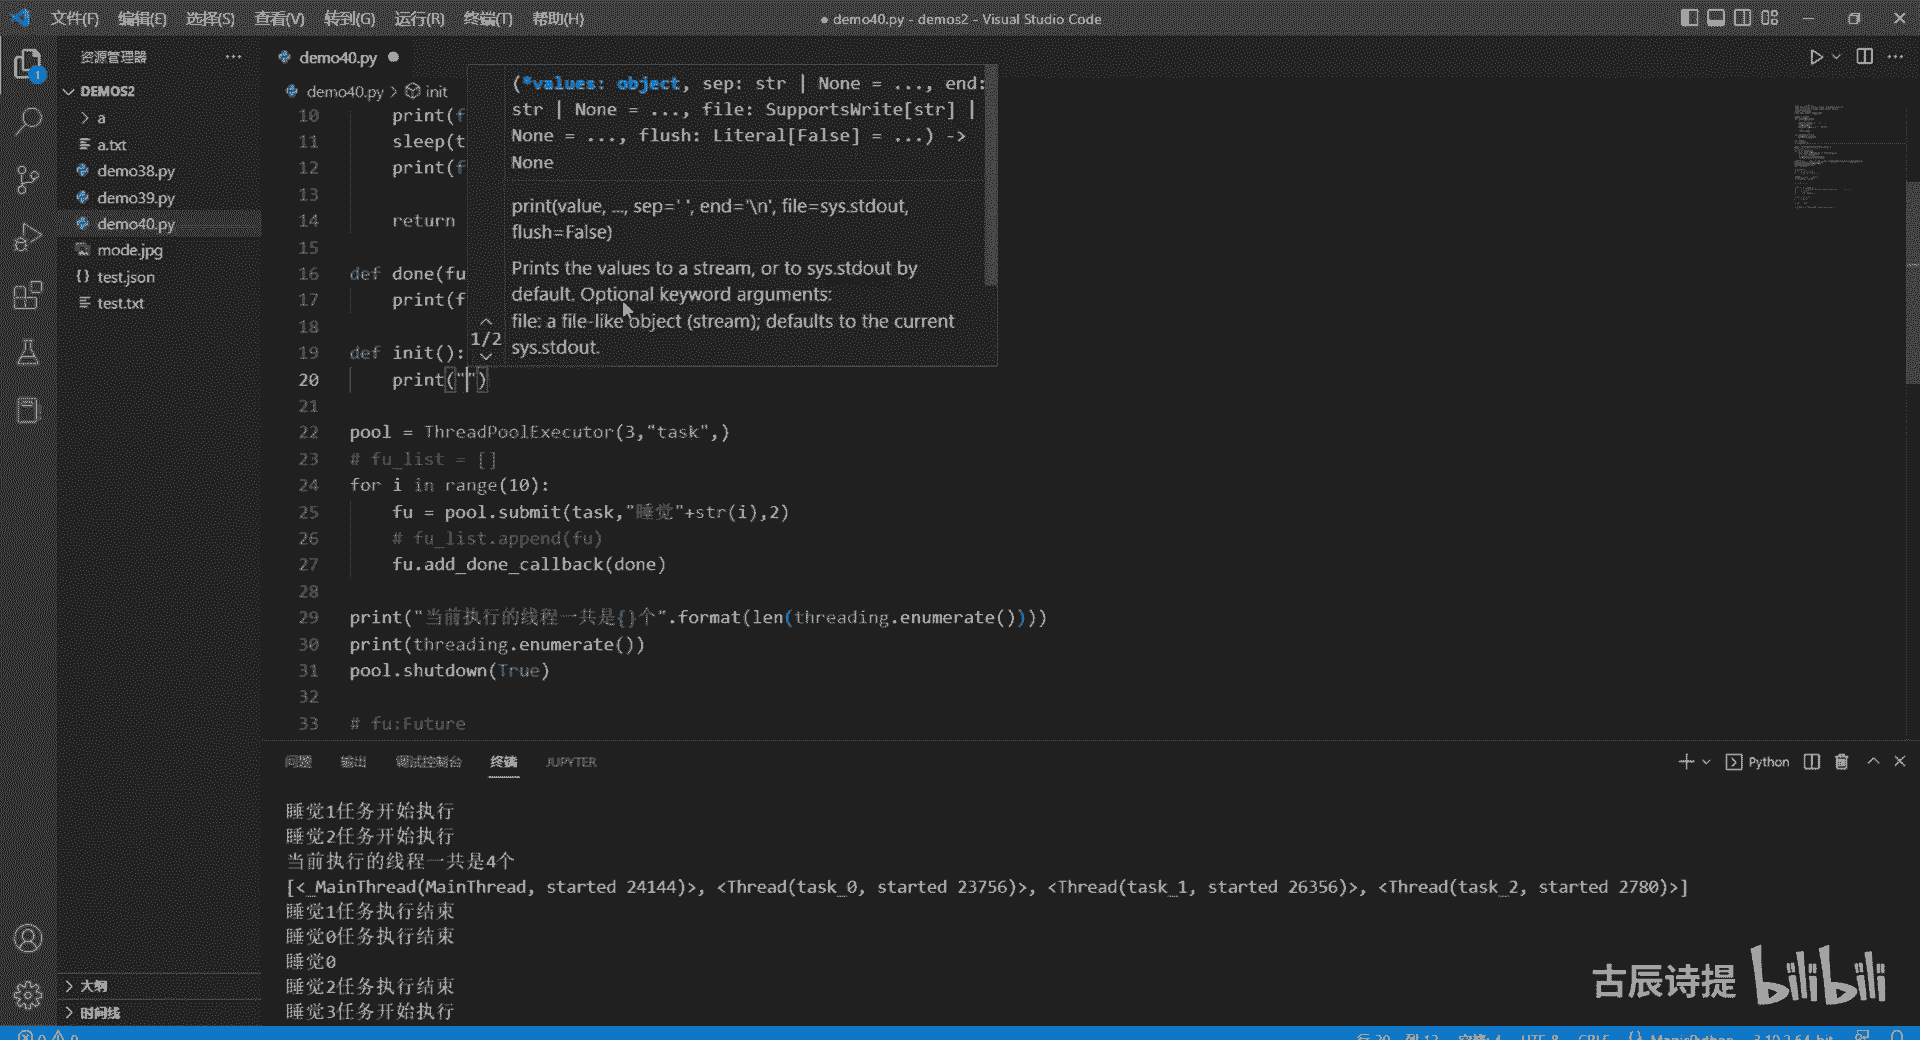 文件(F) 编辑(E) 选择(S) 查看(V) 转到(G) 运行(R) 终端(T) 帮助(H)
● demo40.py - demos2 - Visual Studio Code
资源管理器
DEMOS2
a
a.txt
demo38.py
demo39.py
demo40.py
mode.jpg
test.json
test.txt
大纲
时间线
1
demo40.py
demo40.py > init
10 print(f
11 sleep(t
12 print(f
13
14 return
15
16 def done(fu
17 print(f
18
19 def init():
20 print("")
21
22 pool = ThreadPoolExecutor(3,"task",)
23 # fu_list = []
24 for i in range(10):
25 fu = pool.submit(task,"睡觉"+str(i),2)
26 # fu_list.append(fu)
27 fu.add_done_callback(done)
28
29 print("当前执行的线程一共是{}个".format(len(threading.enumerate())))
30 print(threading.enumerate())
31 pool.shutdown(True)
32
33 # fu:Future
1/2
(*values: object, sep: str | None = ..., end:
str | None = ..., file: SupportsWrite[str] |
None = ..., flush: Literal[False] = ...) ->
None
print(value, ..., sep=' ', end='\n', file=sys.stdout,
flush=False)
Prints the values to a stream, or to sys.stdout by
default. Optional keyword arguments:
file: a file-like object (stream); defaults to the current
sys.stdout.
问题 输出 调试控制台 终端 JUPYTER
Python
睡觉1任务开始执行
睡觉2任务开始执行
当前执行的线程一共是4个
[<_MainThread(MainThread, started 24144)>, <Thread(task_0, started 23756)>, <Thread(task_1, started 26356)>, <Thread(task_2, started 2780)>]
睡觉1任务执行结束
睡觉0任务执行结束
睡觉0
睡觉2任务执行结束
睡觉3任务开始执行
古辰诗提 bilibili